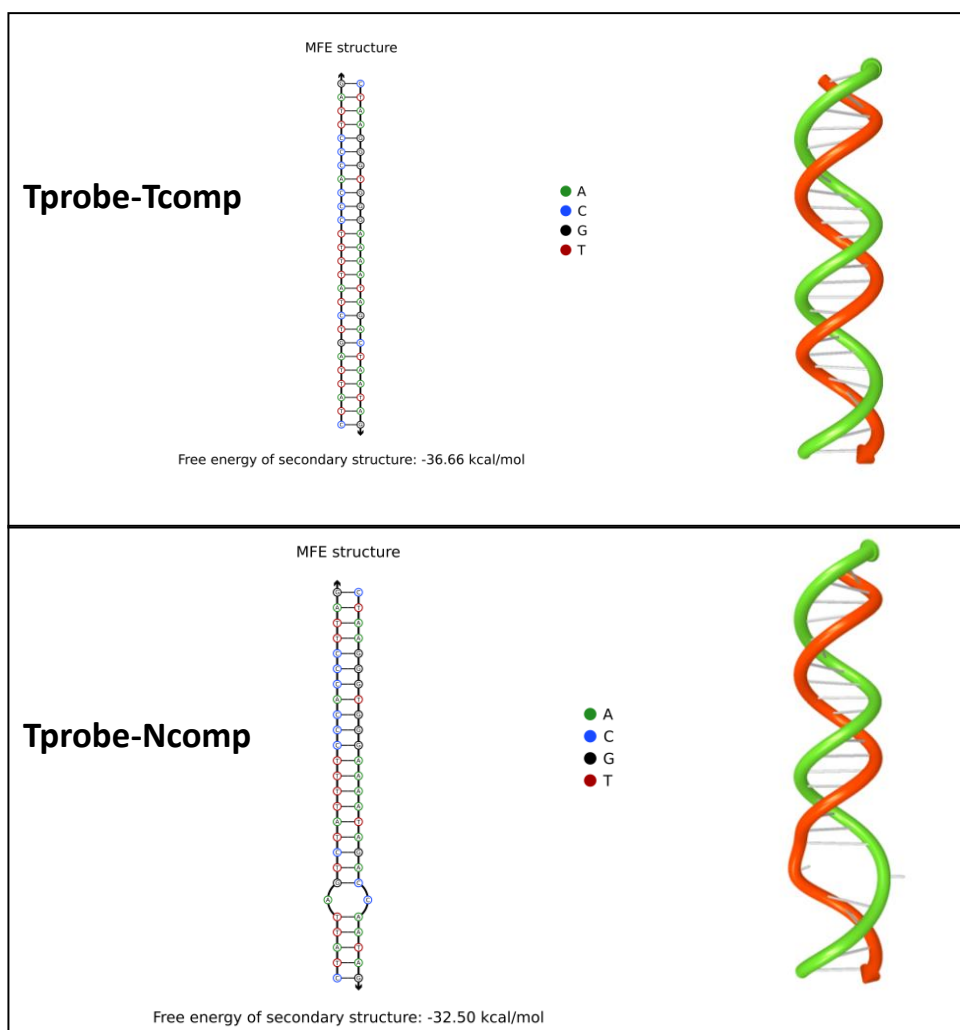 MFE structure
G C
A T
T A
T A
C G
C G
C G
A T
C G
C G
C G
T A
T A
T A
T A
A T
T A
C G
T A
G C
A T
T A
T A
A T
T A
C G
Tprobe-Tcomp
A
C
G
T
Free energy of secondary structure: -36.66 kcal/mol
MFE structure
G C
A T
T A
T A
C G
C G
C G
A T
C G
C G
C G
T A
T A
T A
T A
A T
T A
C G
T A
G C
A C
T A
T A
A T
T A
C G
Tprobe-Ncomp
A
C
G
T
Free energy of secondary structure: -32.50 kcal/mol